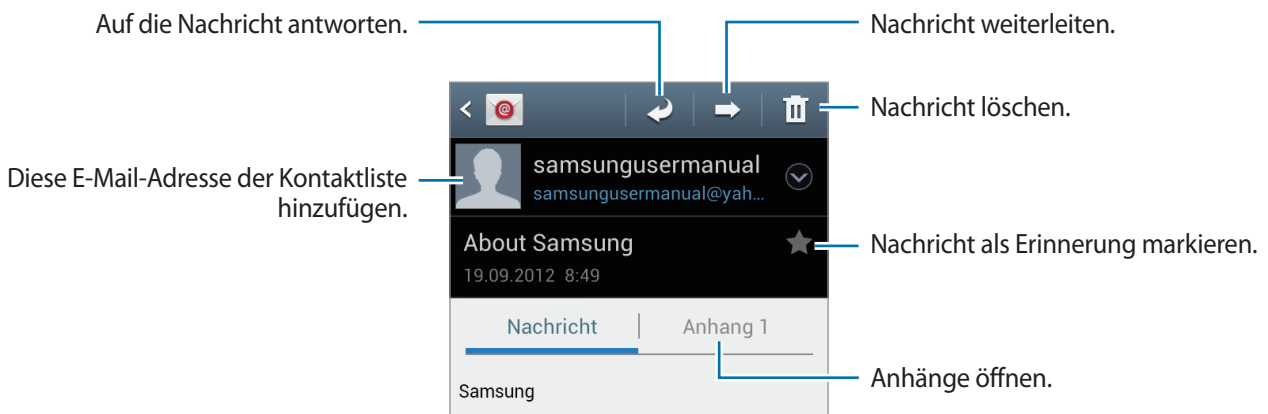 Auf die Nachricht antworten.
Nachricht weiterleiten.
Nachricht löschen.
Diese E-Mail-Adresse der Kontaktliste
hinzufügen.
samsungusermanual
samsungusermanual@yah...
About Samsung
19.09.2012 8:49
Nachricht als Erinnerung markieren.
Nachricht
Anhang 1
Anhänge öffnen.
Samsung